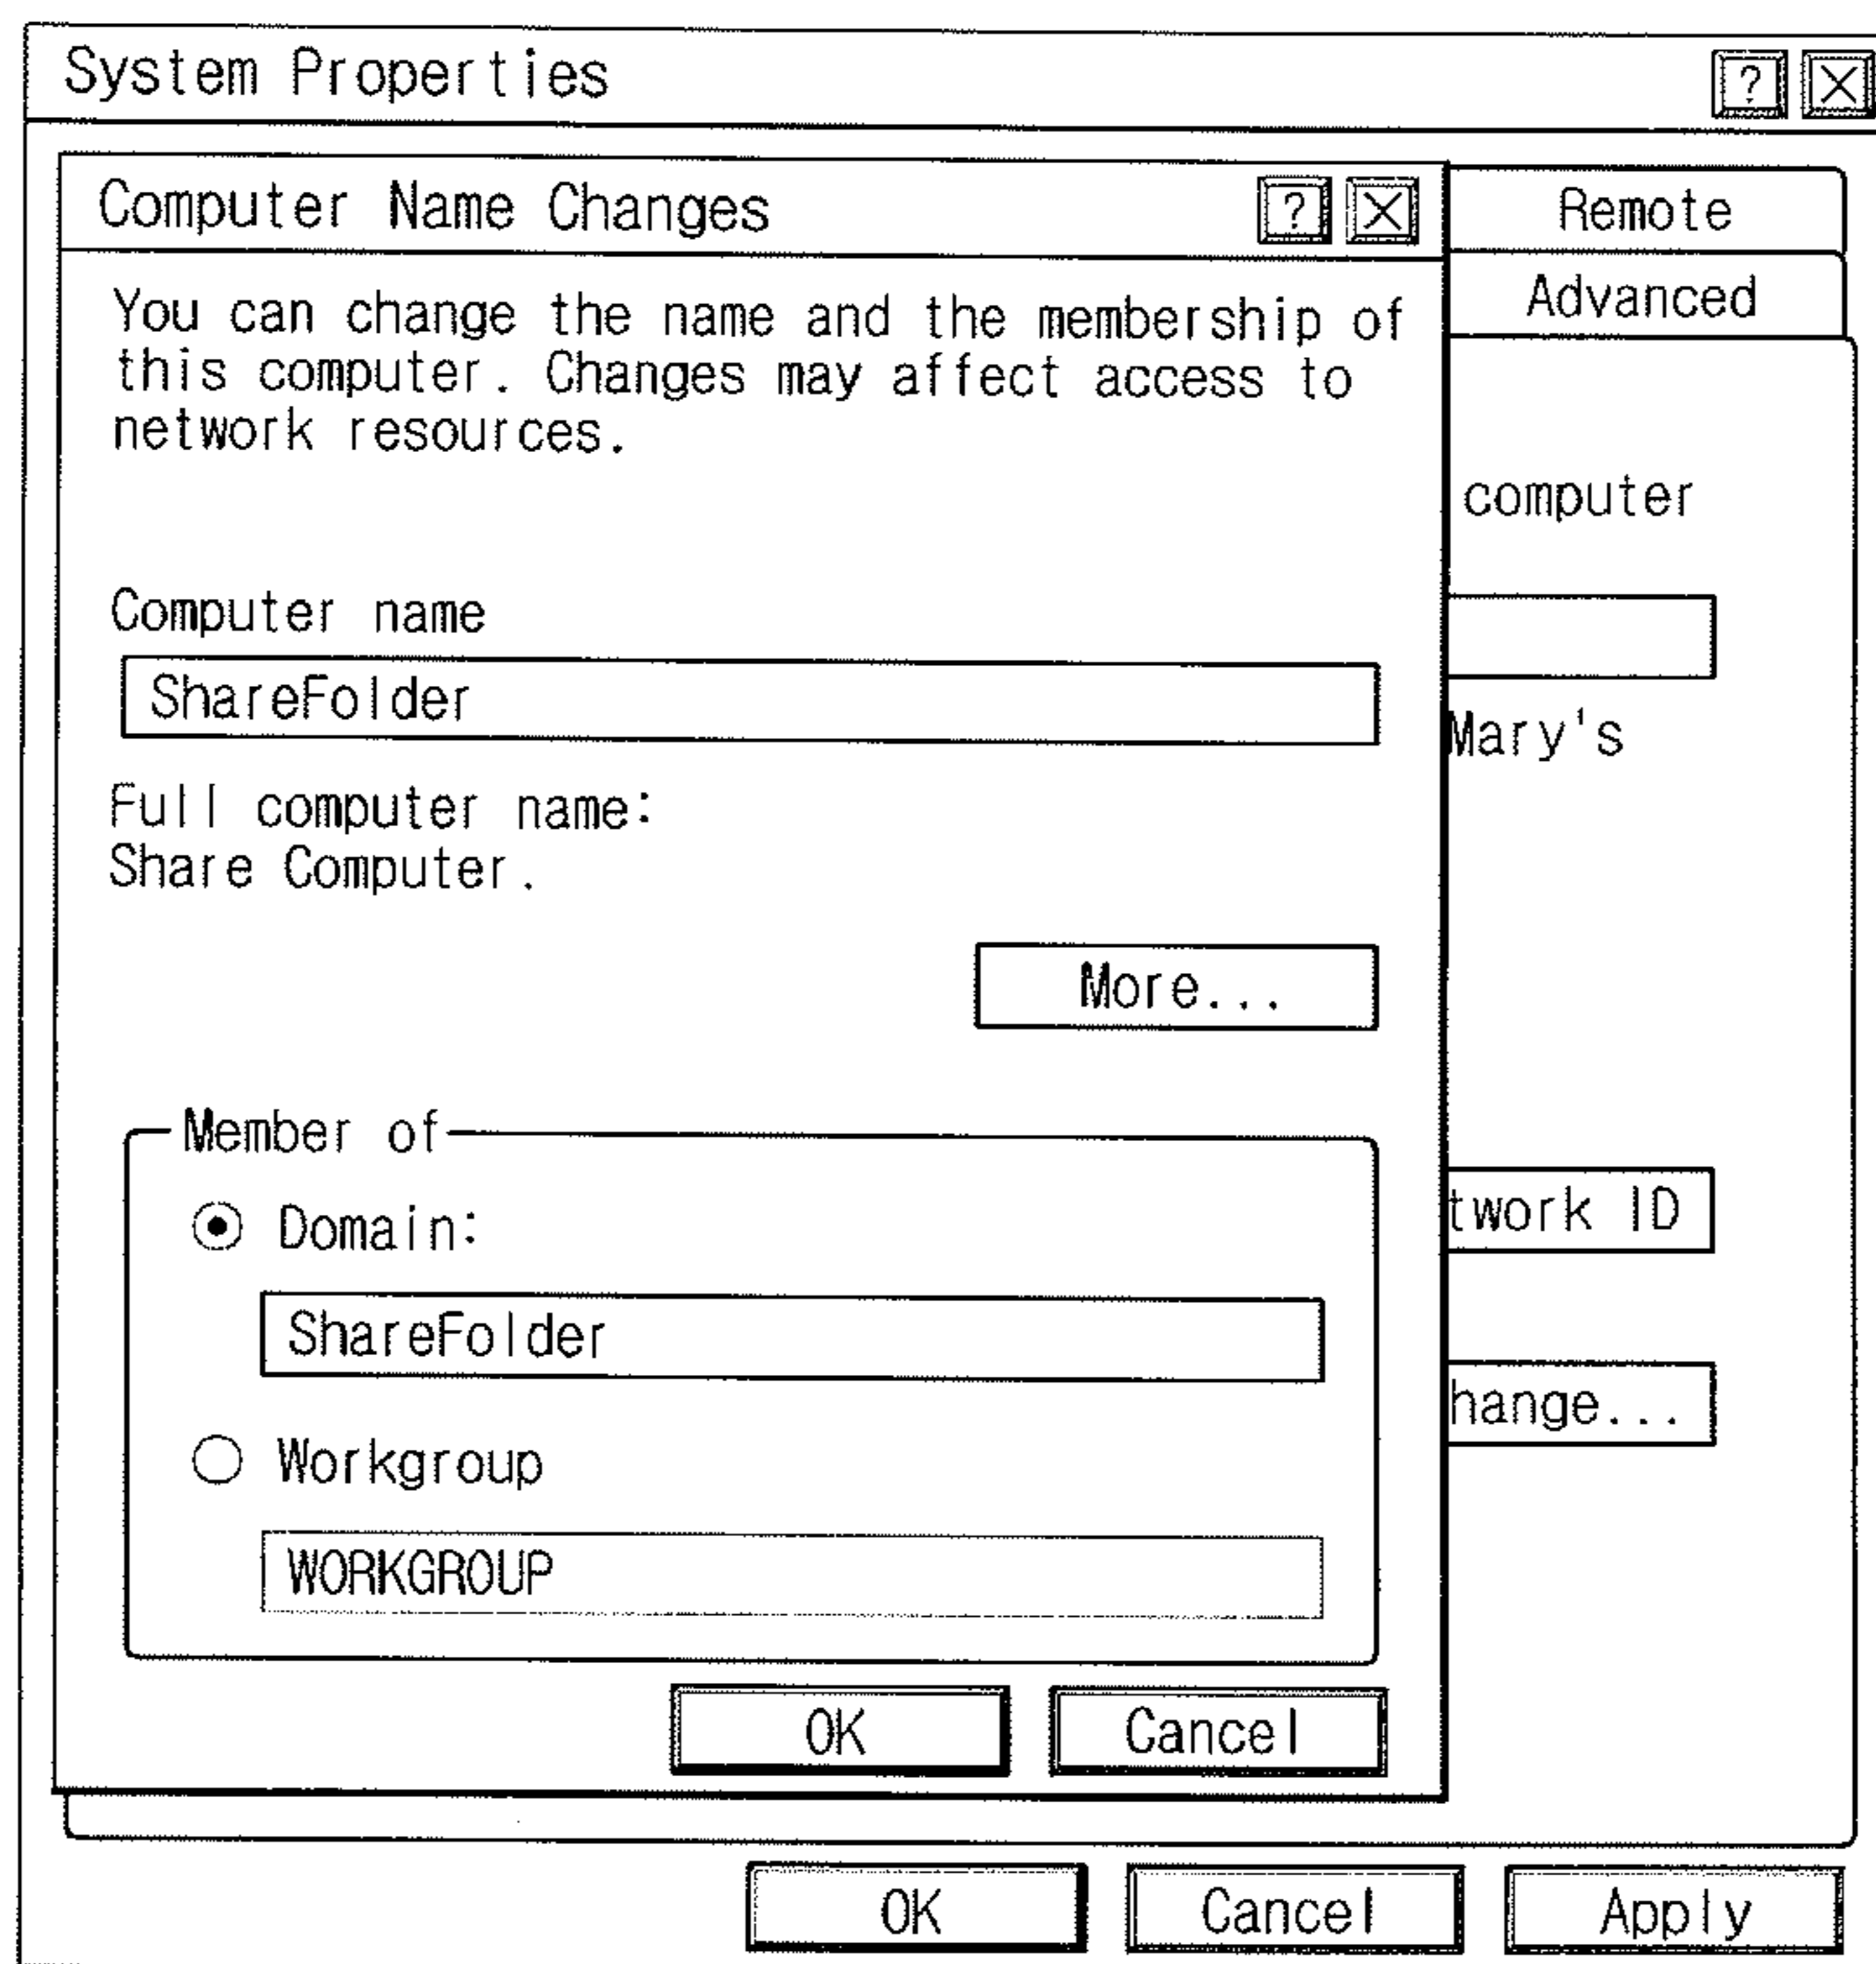 System Properties
?
Computer Name Changes
?
Remote
Advanced
You can change the name and the membership of
this computer. Changes may affect access to
network resources.
computer
Computer name
ShareFolder
Mary's
Full computer name:
Share Computer.
More...
Member of
Domain:
twork ID
ShareFolder
hange...
Workgroup
WORKGROUP
OK
Cancel
OK
Cancel
Apply